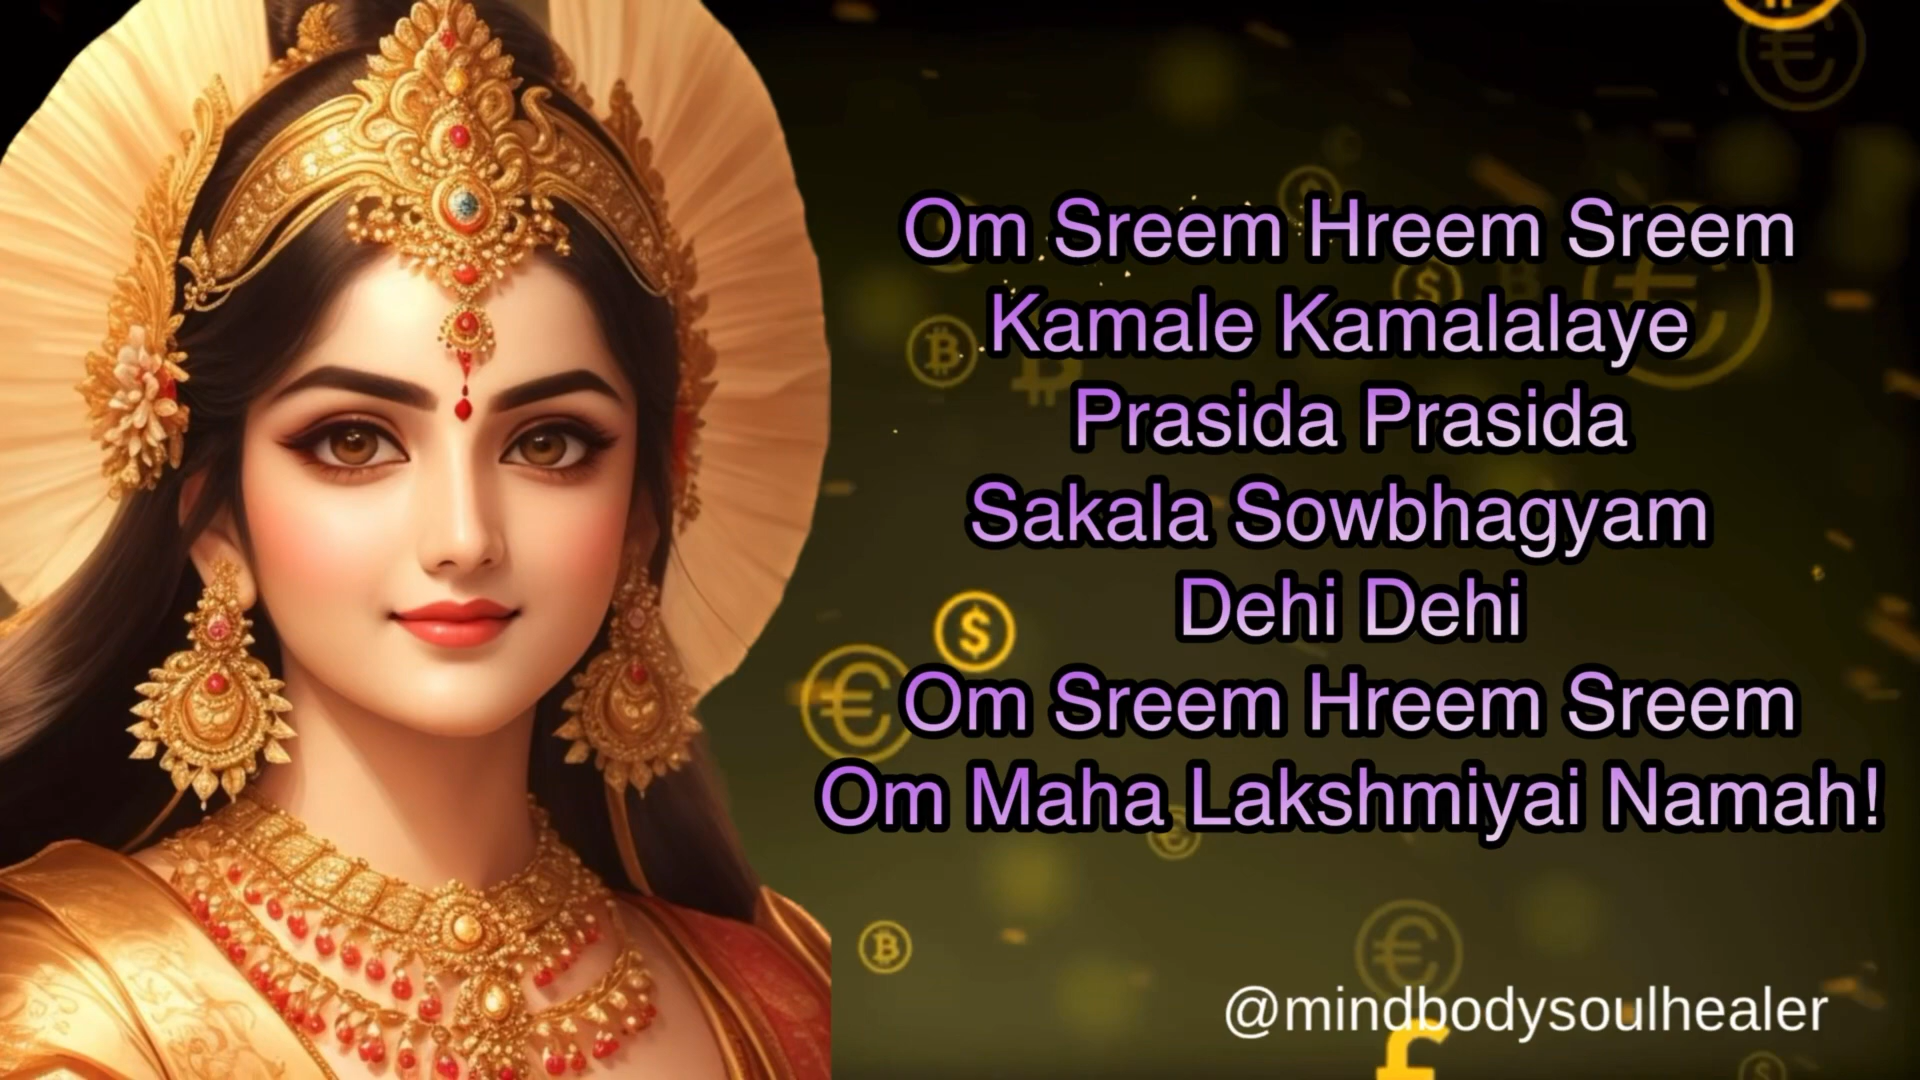 Om Sreem Hreem Sreem
Kamale Kamalalaye
Prasida Prasida
Sakala Sowbhagyam
Dehi Dehi
Om Sreem Hreem Sreem
Om Maha Lakshmiyai Namah!
@mindbodysoulhealer